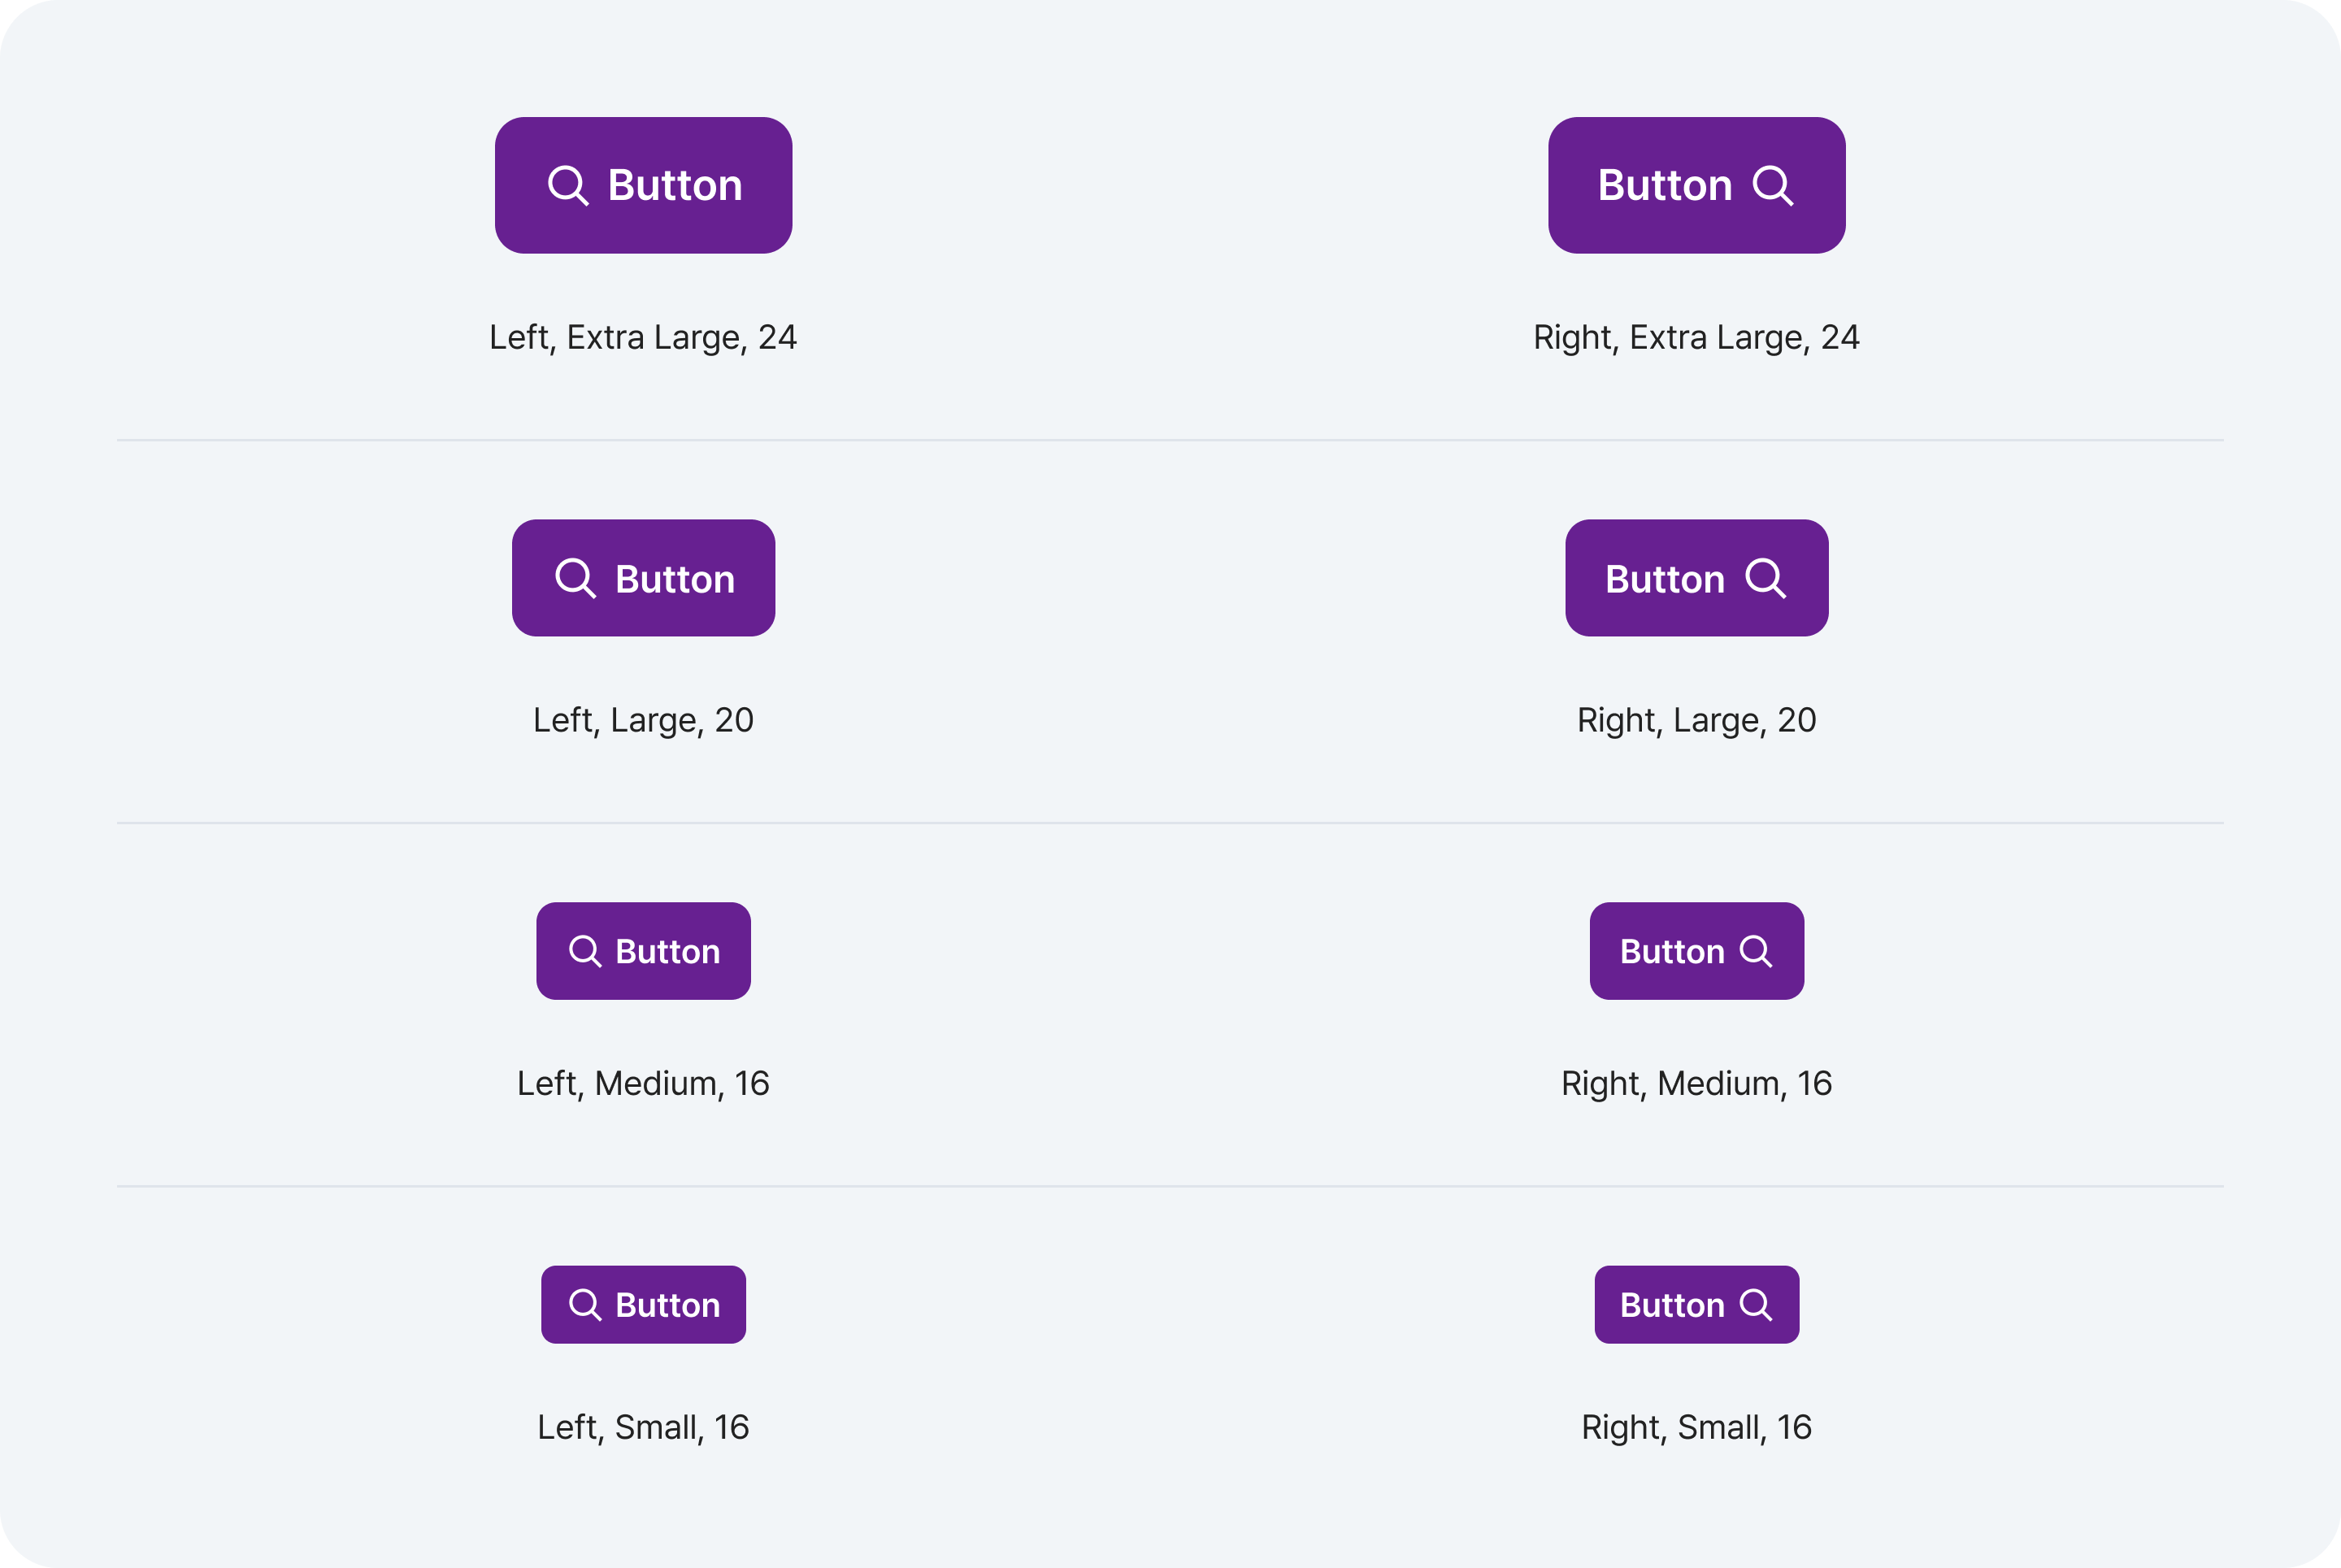 Button
Button
Left, Extra Large, 24
Right, Extra Large, 24
Button
Button
Left, Large, 20
Right, Large, 20
Button
Button
Left, Medium, 16
Right, Medium, 16
Button
Button
Left, Small, 16
Right, Small, 16